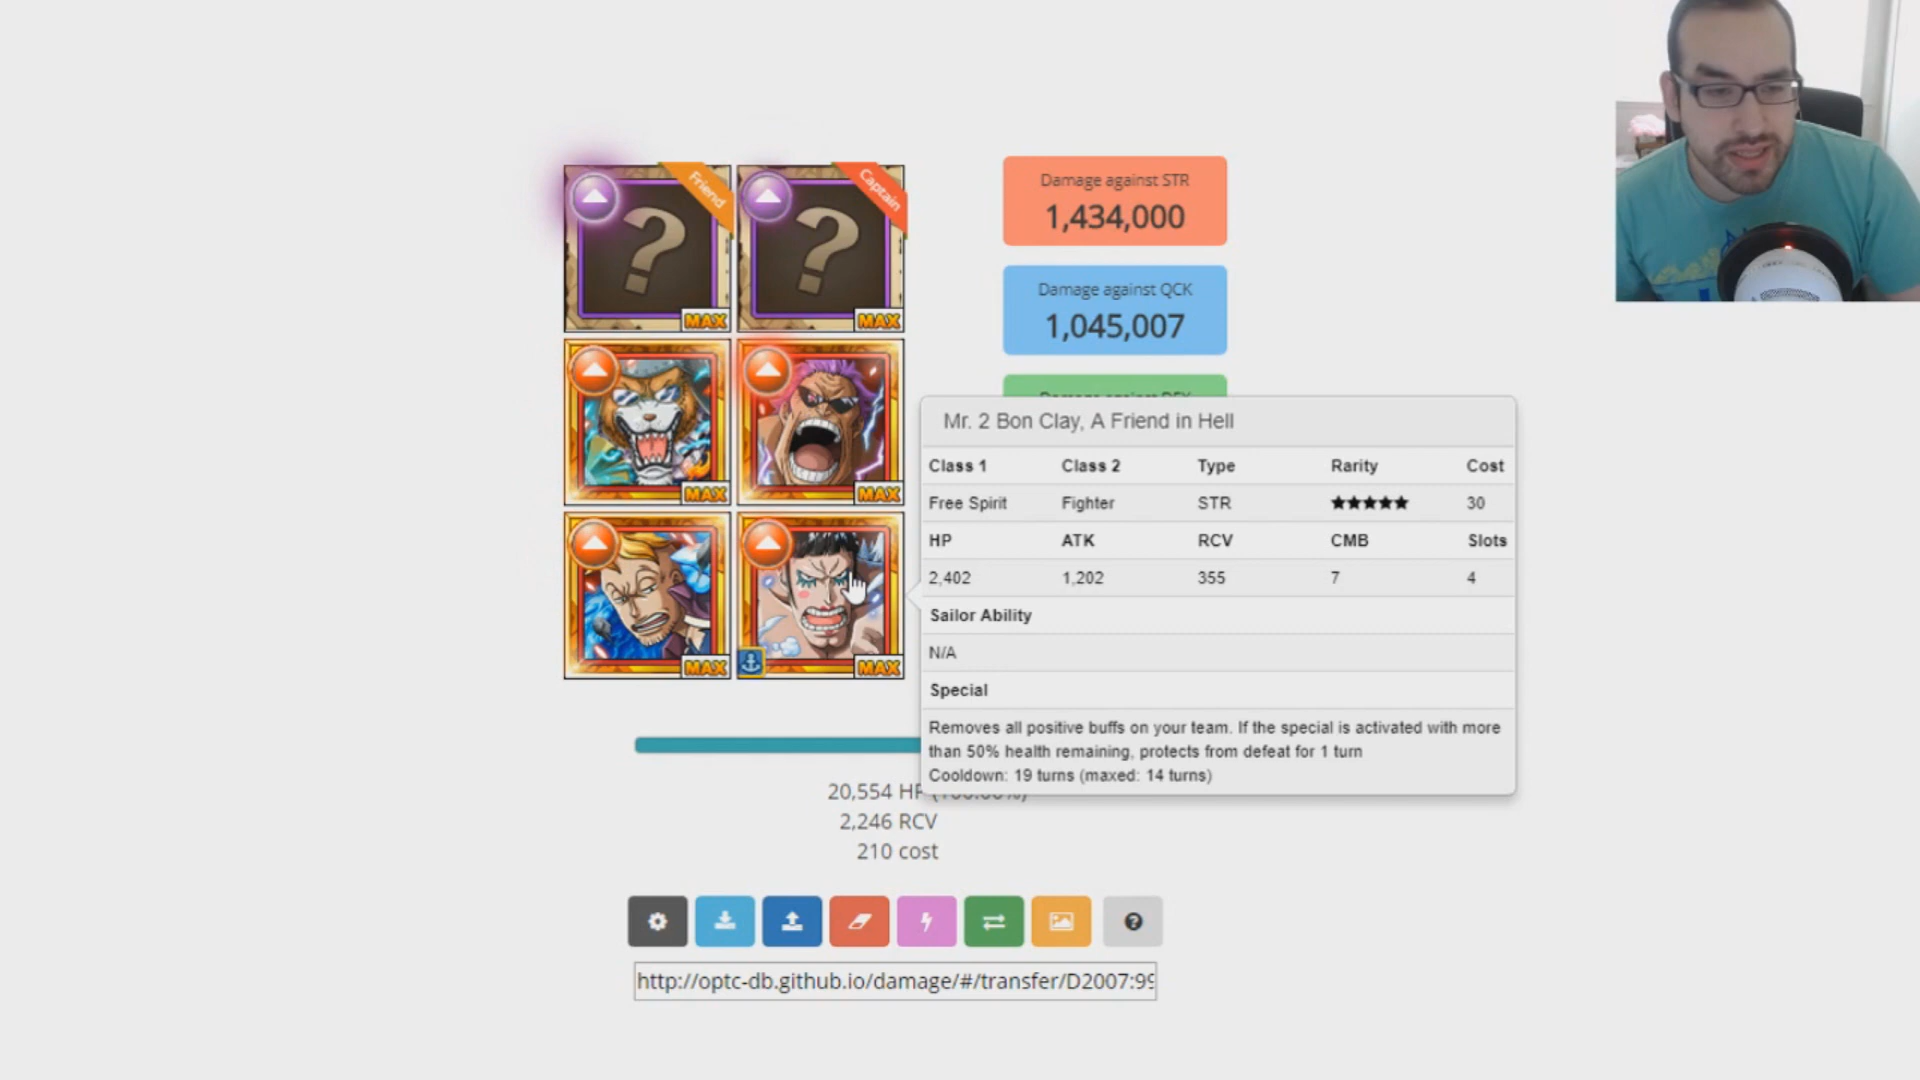 Friend
Captain
MAX
MAX
MAX
MAX
MAX
MAX
Damage against STR
1,434,000
Damage against QCK
1,045,007
Mr. 2 Bon Clay, A Friend in Hell
Class 1 Class 2 Type Rarity Cost
Free Spirit Fighter STR ★★★★★ 30
HP ATK RCV CMB Slots
2,402 1,202 355 7 4
Sailor Ability
N/A
Special
Removes all positive buffs on your team. If the special is activated with more
than 50% health remaining, protects from defeat for 1 turn
Cooldown: 19 turns (maxed: 14 turns)
20,554 HP
2,246 RCV
210 cost
http://optc-db.github.io/damage/#/transfer/D2007:99